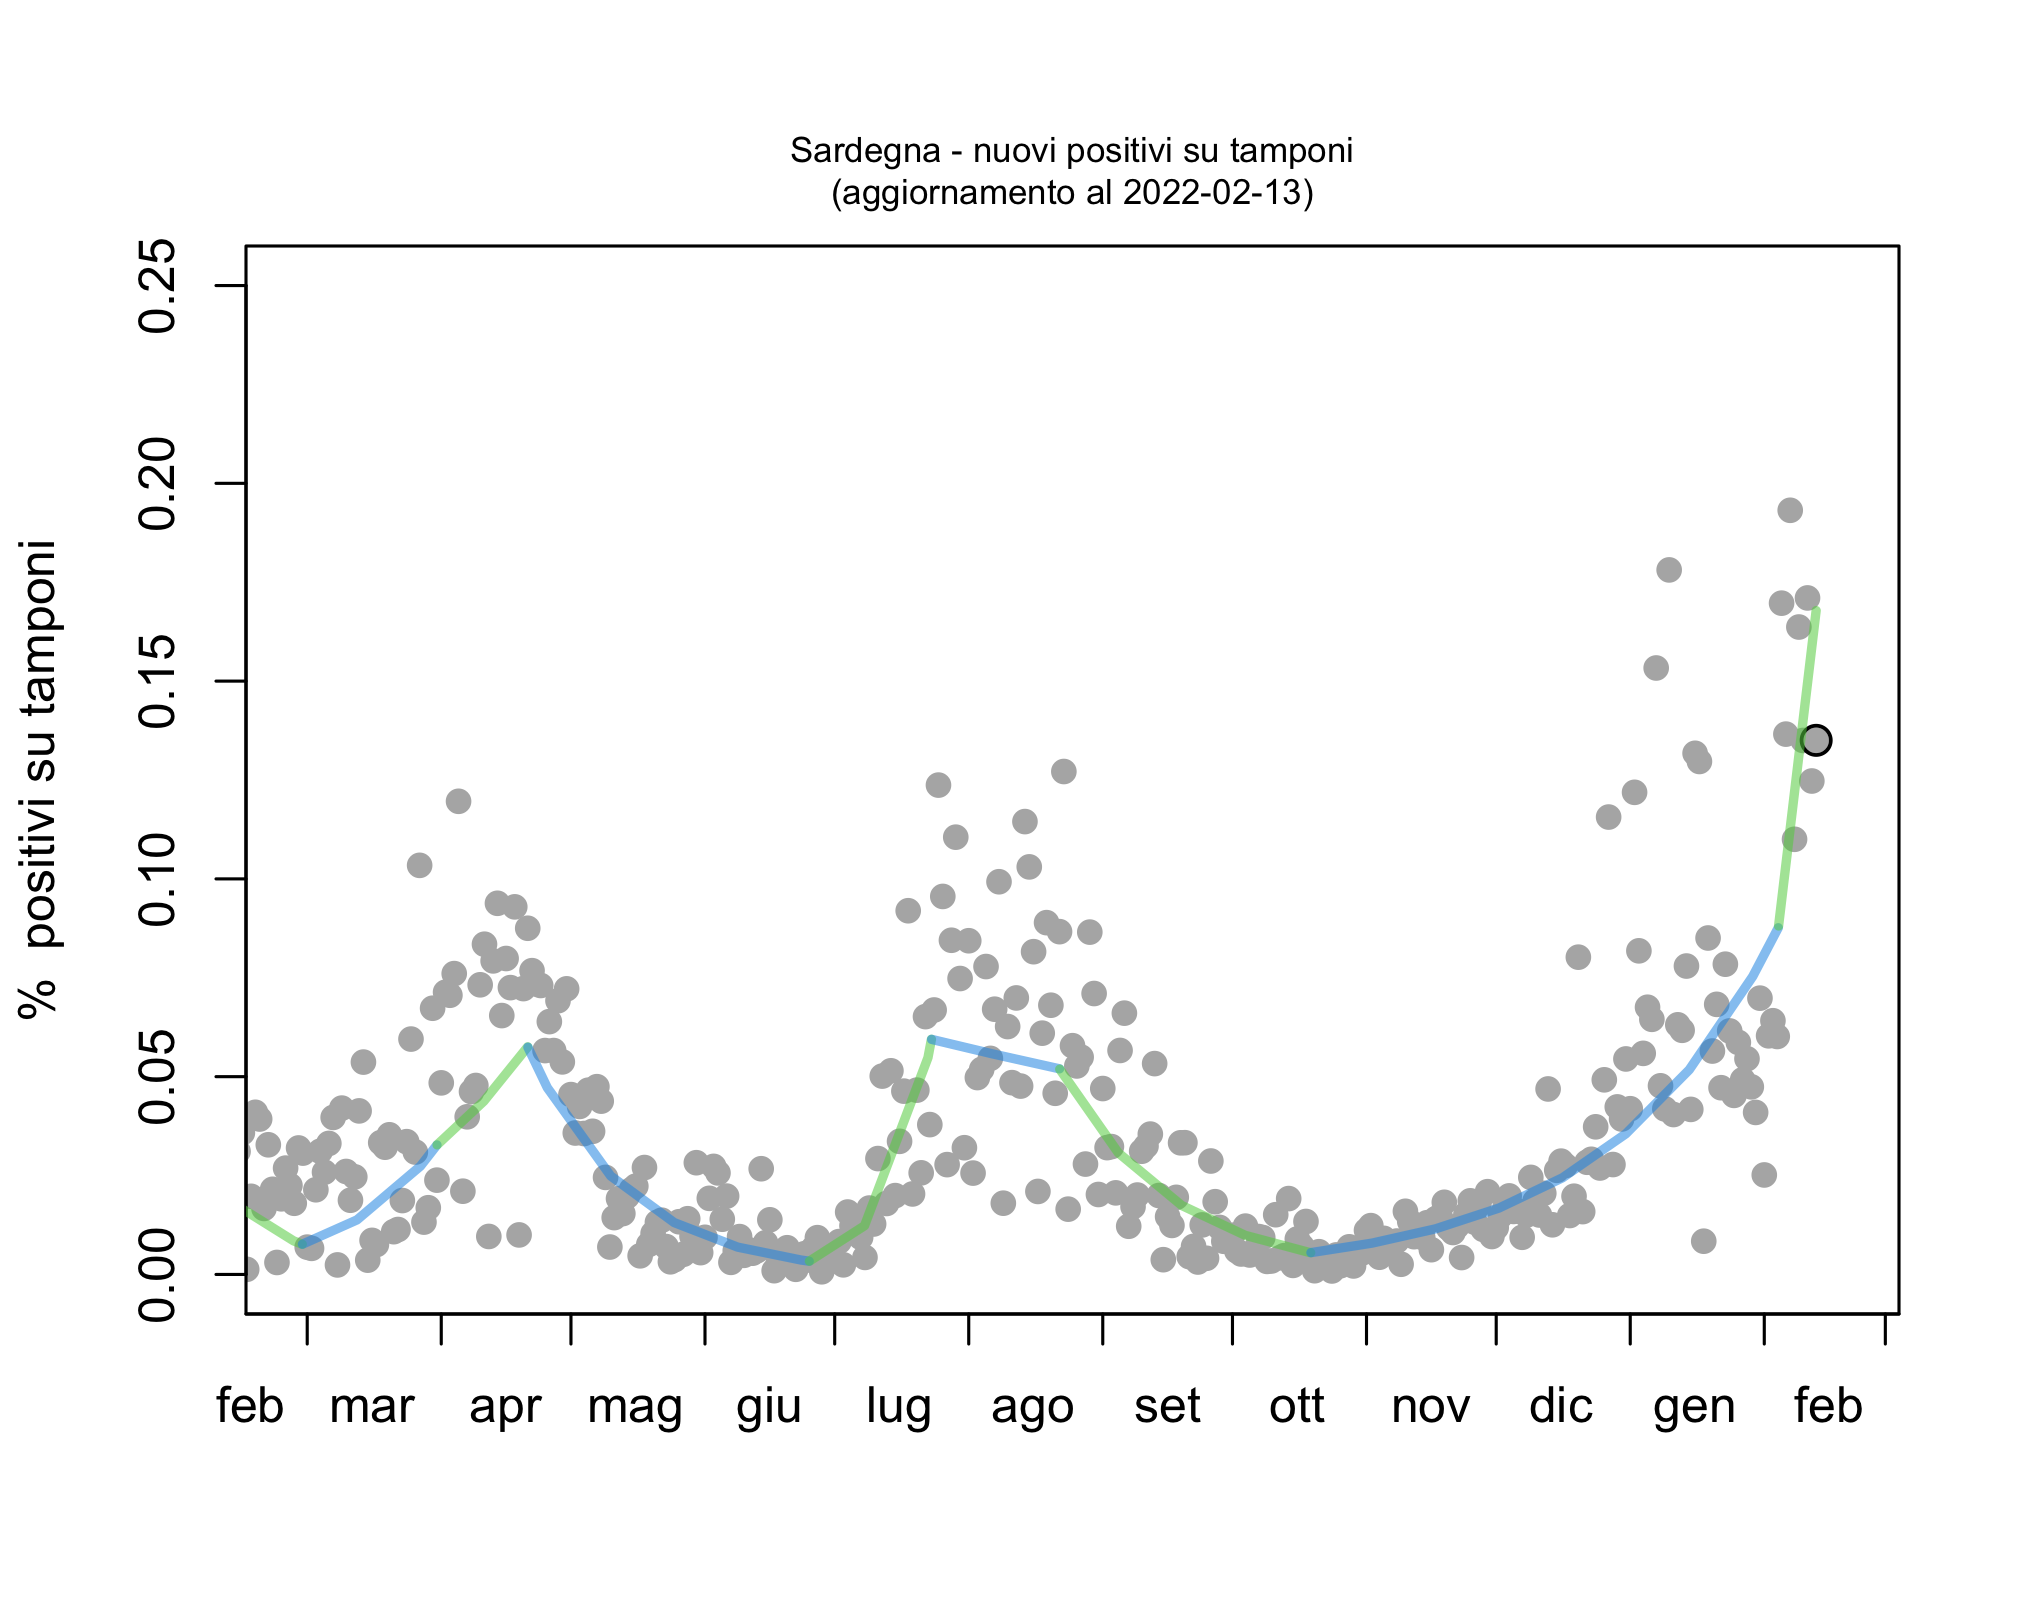 Sardegna - nuovi positivi su tamponi
(aggiornamento al 2022-02-13)
% positivi su tamponi
0.25
0.20
0.15
0.10
0.05
0.00
feb mar apr mag giu lug ago set ott nov dic gen feb